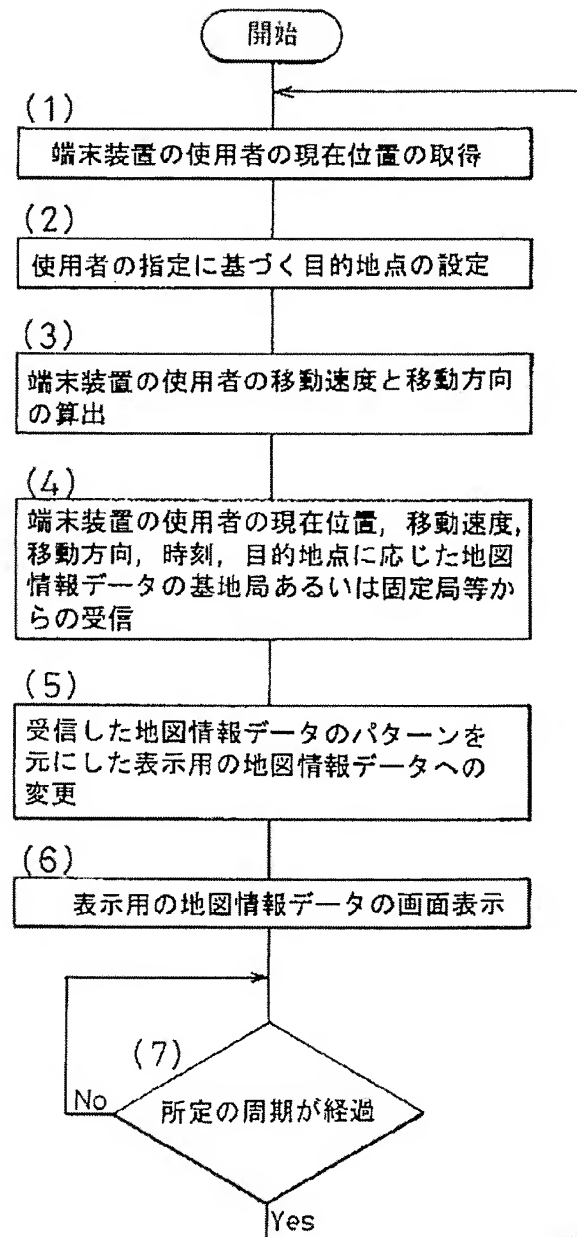 開始
(1)
端末装置の使用者の現在位置の取得
(2)
使用者の指定に基づく目的地点の設定
(3)
端末装置の使用者の移動速度と移動方向
の算出
(4)
端末装置の使用者の現在位置,移動速度,
移動方向,時刻,目的地点に応じた地図
情報データの基地局あるいは固定局等か
らの受信
(5)
受信した地図情報データのパターンを
元にした表示用の地図情報データへの
変更
(6)
表示用の地図情報データの画面表示
(7)
所定の周期が経過
No
Yes